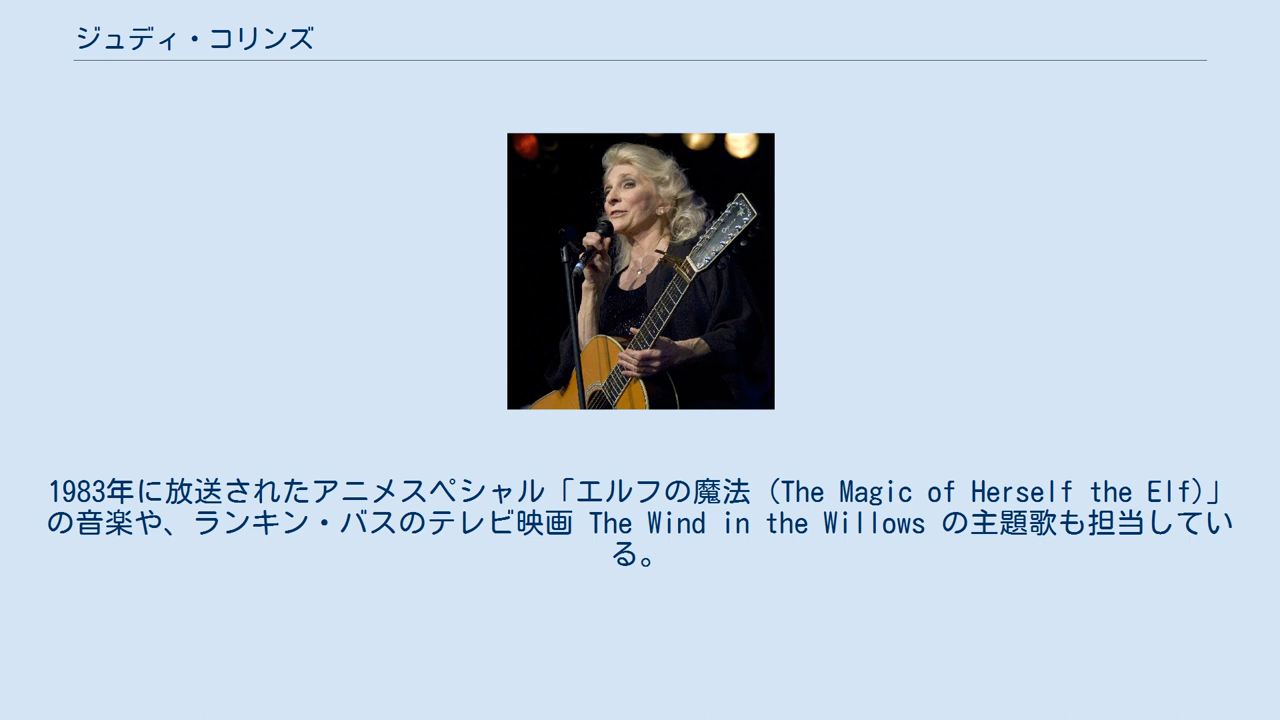 ジュディ・コリンズ
1983年に放送されたアニメスペシャル「エルフの魔法 (The Magic of Herself the Elf)」
の音楽や、ランキン・バスのテレビ映画 The Wind in the Willows の主題歌も担当してい
る。